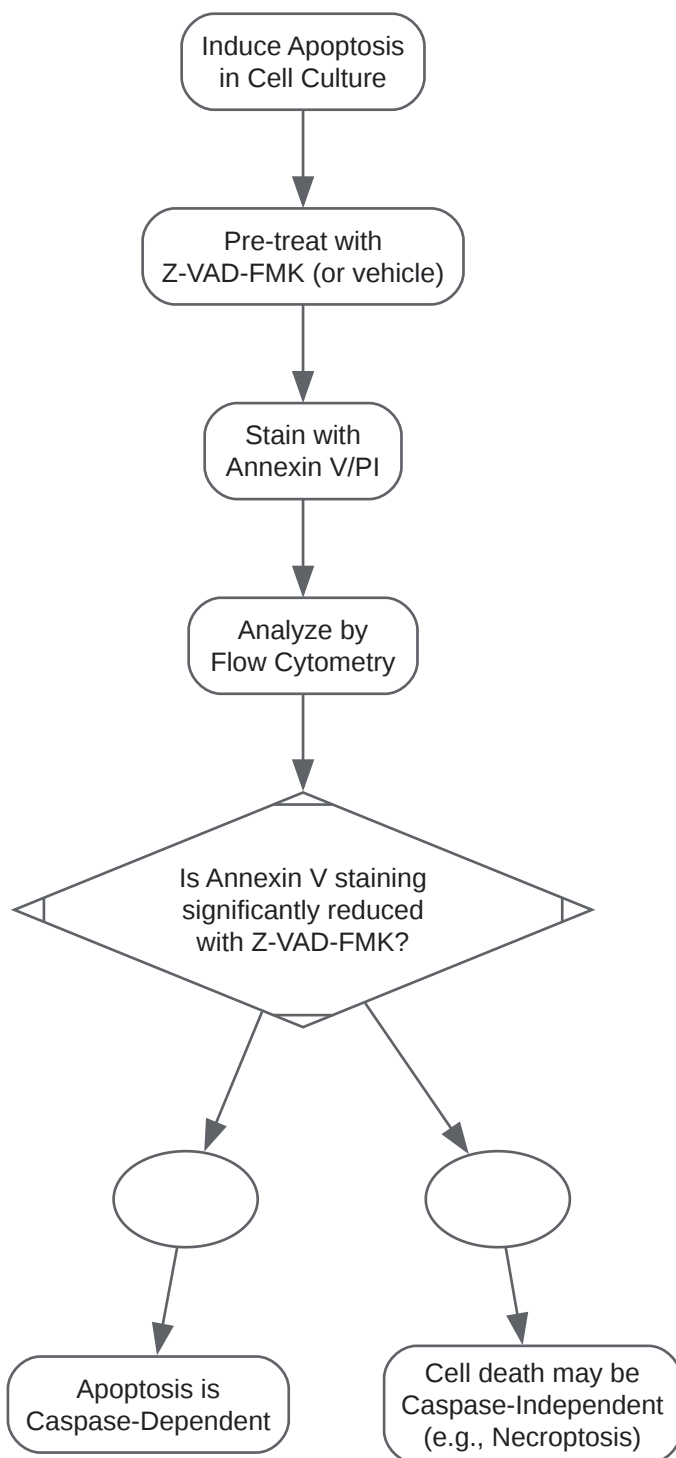 Induce Apoptosis
in Cell Culture
Pre-treat with
Z-VAD-FMK (or vehicle)
Stain with
Annexin V/PI
Analyze by
Flow Cytometry
Is Annexin V staining
significantly reduced
with Z-VAD-FMK?
Apoptosis is
Caspase-Dependent
Cell death may be
Caspase-Independent
(e.g., Necroptosis)